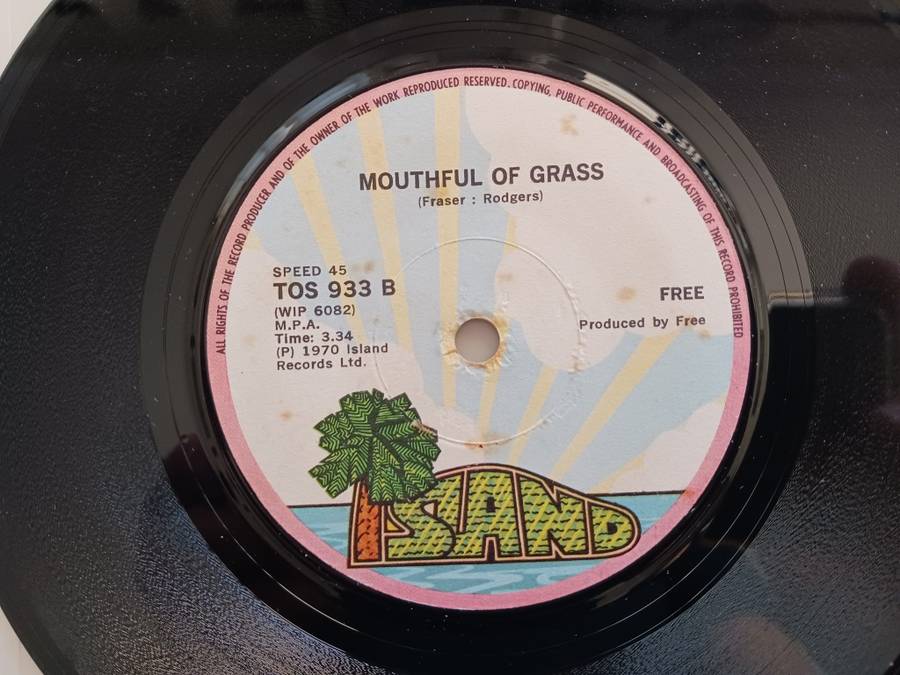 ALL RIGHTS OF THE RECORD PRODUCER AND OF THE OWNER OF THE WORK REPRODUCED RESERVED. COPYING, PUBLIC PERFORMANCE AND BROADCASTING OF THIS RECORD PROHIBITED
MOUTHFUL OF GRASS
(Fraser : Rodgers)
SPEED 45
TOS 933 B
(WIP 6082)
M.P.A.
Time: 3.34
(P) 1970 Island
Records Ltd.
FREE
Produced by Free
ISLAND